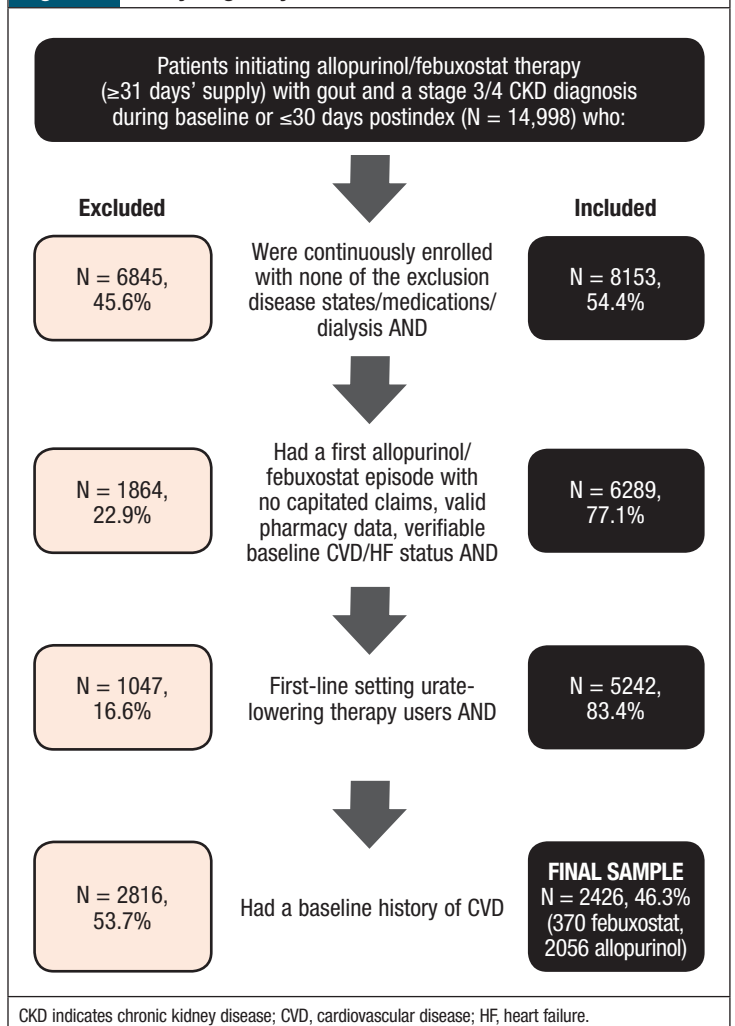 Patients initiating allopurinol/febuxostat therapy
(≥31 days’ supply) with gout and a stage 3/4 CKD diagnosis
during baseline or ≤30 days postindex (N = 14,998) who:
Excluded
Included
N = 6845,
45.6%
Were continuously enrolled
with none of the exclusion
disease states/medications/
dialysis AND
N = 8153,
54.4%
N = 1864,
22.9%
Had a first allopurinol/
febuxostat episode with
no capitated claims, valid
pharmacy data, verifiable
baseline CVD/HF status AND
N = 6289,
77.1%
N = 1047,
16.6%
First-line setting urate-
lowering therapy users AND
N = 5242,
83.4%
N = 2816,
53.7%
Had a baseline history of CVD
FINAL SAMPLE
N = 2426, 46.3%
(370 febuxostat,
2056 allopurinol)
CKD indicates chronic kidney disease; CVD, cardiovascular disease; HF, heart failure.